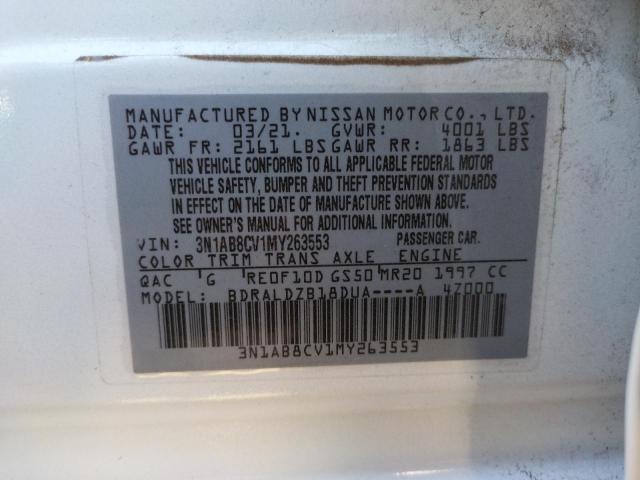 MANUFACTURED BY NISSAN MOTOR CO., LTD.
DATE: 03/21. GVWR: 4001 LBS
GAWR FR: 2161 LBS GAWR RR: 1863 LBS
THIS VEHICLE CONFORMS TO ALL APPLICABLE FEDERAL MOTOR
VEHICLE SAFETY, BUMPER AND THEFT PREVENTION STANDARDS
IN EFFECT ON THE DATE OF MANUFACTURE SHOWN ABOVE.
SEE OWNER'S MANUAL FOR ADDITIONAL INFORMATION.
VIN: 3N1AB8CV1MY263553 PASSENGER CAR.
COLOR TRIM TRANS AXLE ENGINE
QAC G RE0F10D GS50 MR20 1997 CC
MODEL: BDRALDZB18DUA----A 4Z000
3N1AB8CV1MY263553